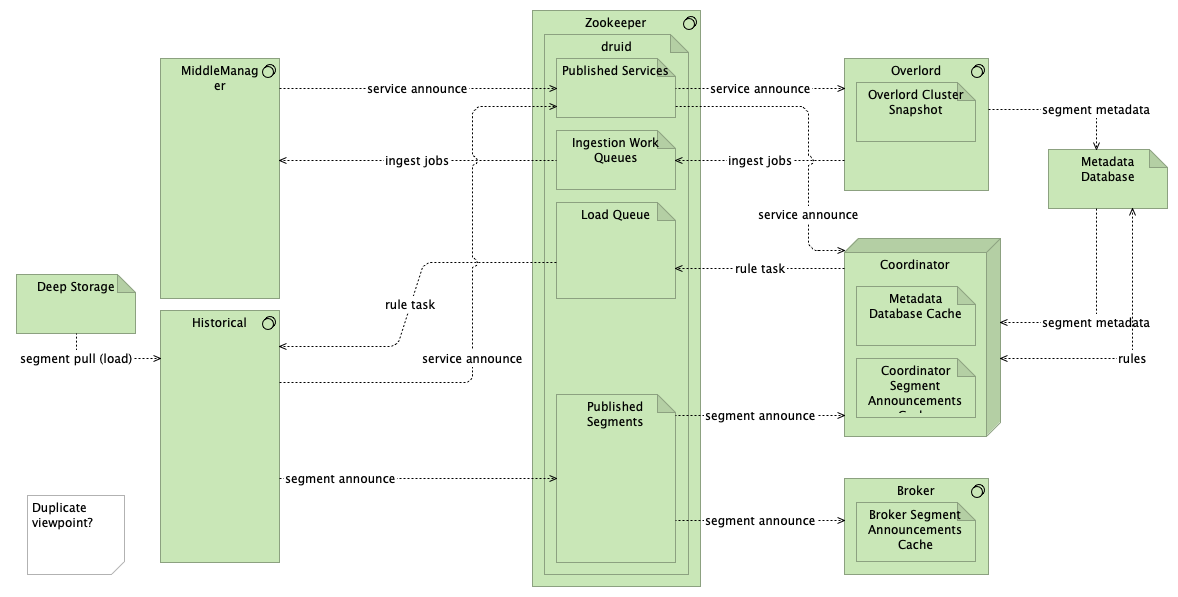 Zookeeper
druid
MiddleManag
er
Published Services
Overlord
Overlord Cluster
Snapshot
service announce
service announce
segment metadata
Ingestion Work
Queues
ingest jobs
ingest jobs
Metadata
Database
Load Queue
service announce
Coordinator
rule task
Deep Storage
Metadata
Database Cache
rule task
Historical
segment metadata
segment pull (load)
service announce
rules
Coordinator
Segment
Announcements
Published
Segments
segment announce
segment announce
Broker
Duplicate
viewpoint?
Broker Segment
Announcements
Cache
segment announce